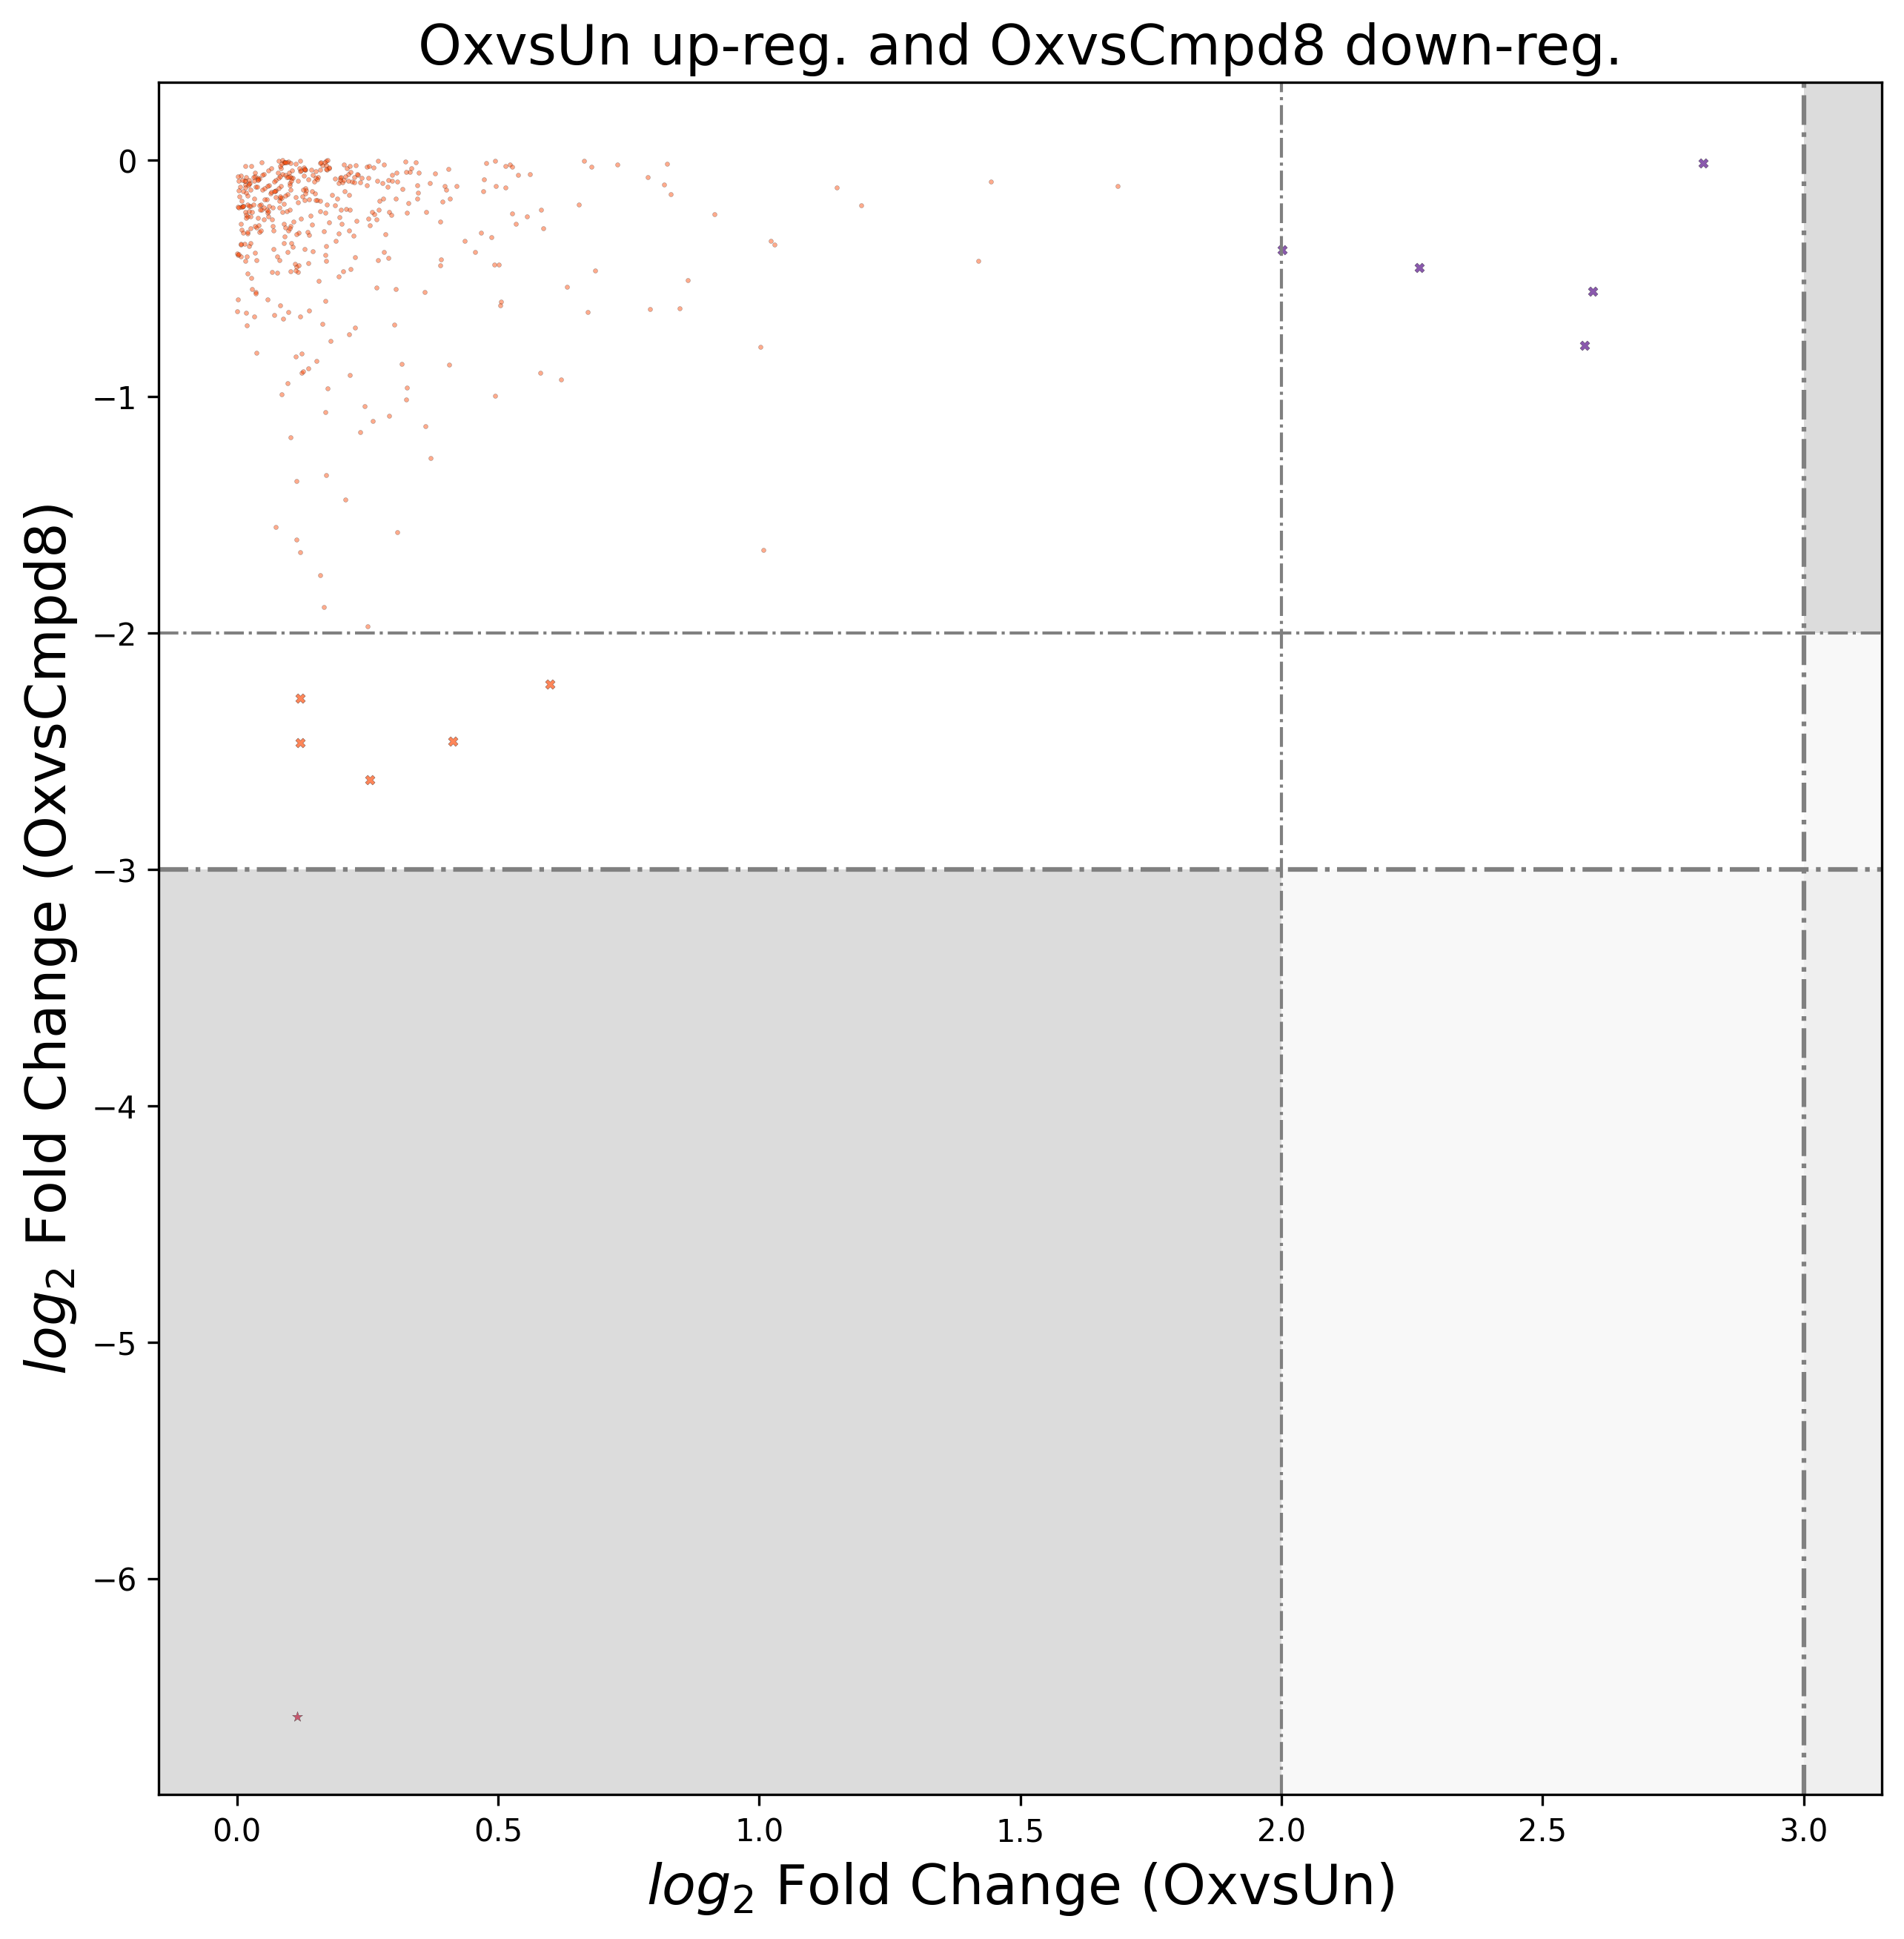 OxvsUn up-reg. and OxvsCmpd8 down-reg.
log₂ Fold Change (OxvsCmpd8)
0
−1
−2
−3
−4
−5
−6
0.0 0.5 1.0 1.5 2.0 2.5 3.0
log₂ Fold Change (OxvsUn)